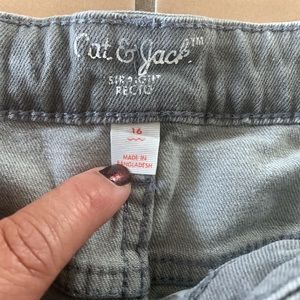 Cat & Jack™
STRAIGHT
RECTO
16
MADE IN
BANGLADESH